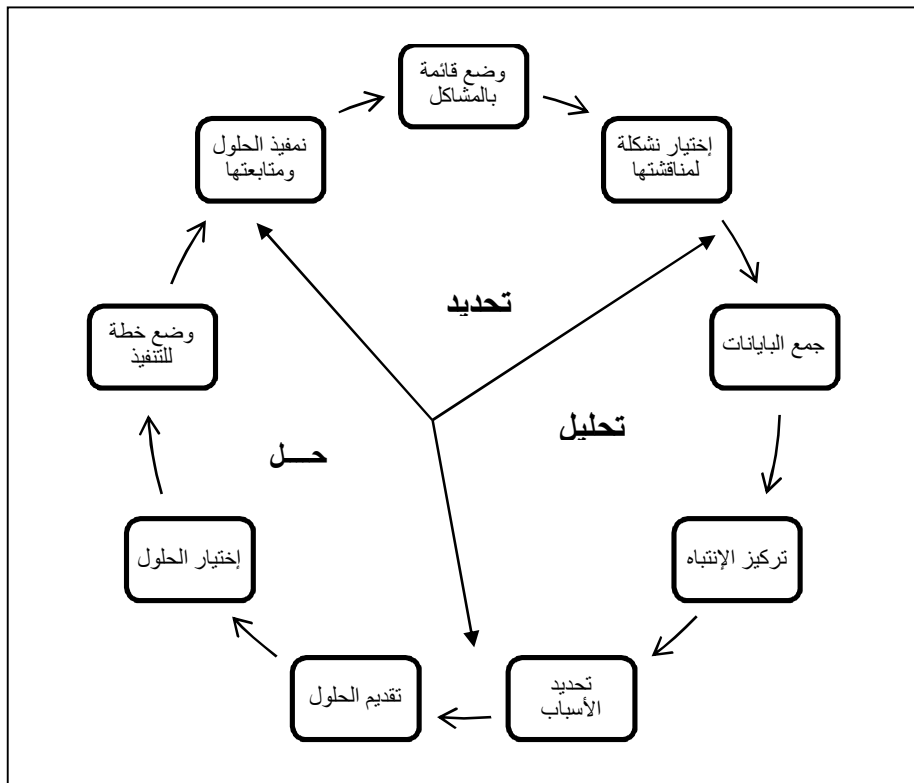 وضع قائمة
بالمشاكل
إختيار نشكلة
لمناقشتها
جمع البايانات
تركيز الإنتباه
تحديد
الأسباب
تقديم الحلول
إختيار الحلول
وضع خطة
للتنفيذ
نمفيذ الحلول
ومتابعتها
تحديد
تحليل
حـــل